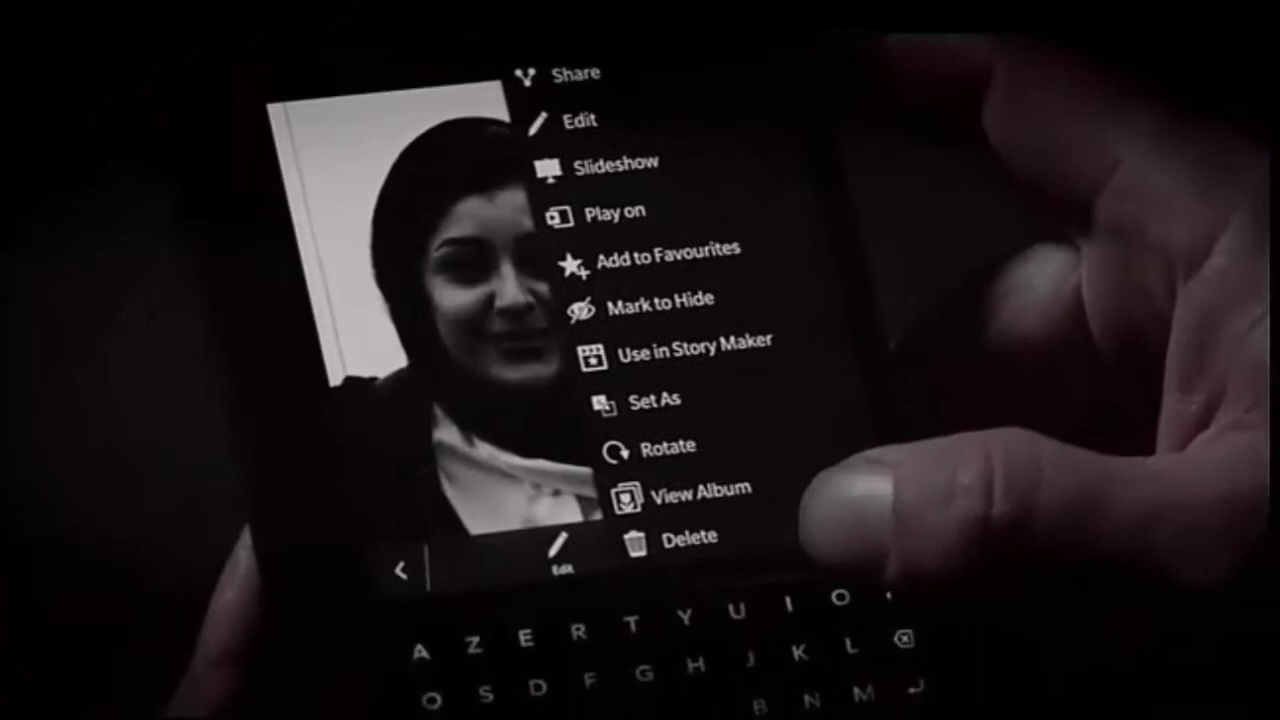 Share
Edit
Slideshow
Play on
Add to Favourites
Mark to Hide
Use in Story Maker
Set As
Rotate
View Album
Delete
Edit
A Z E R T Y U I O
Q S D F G H J K L
B N M